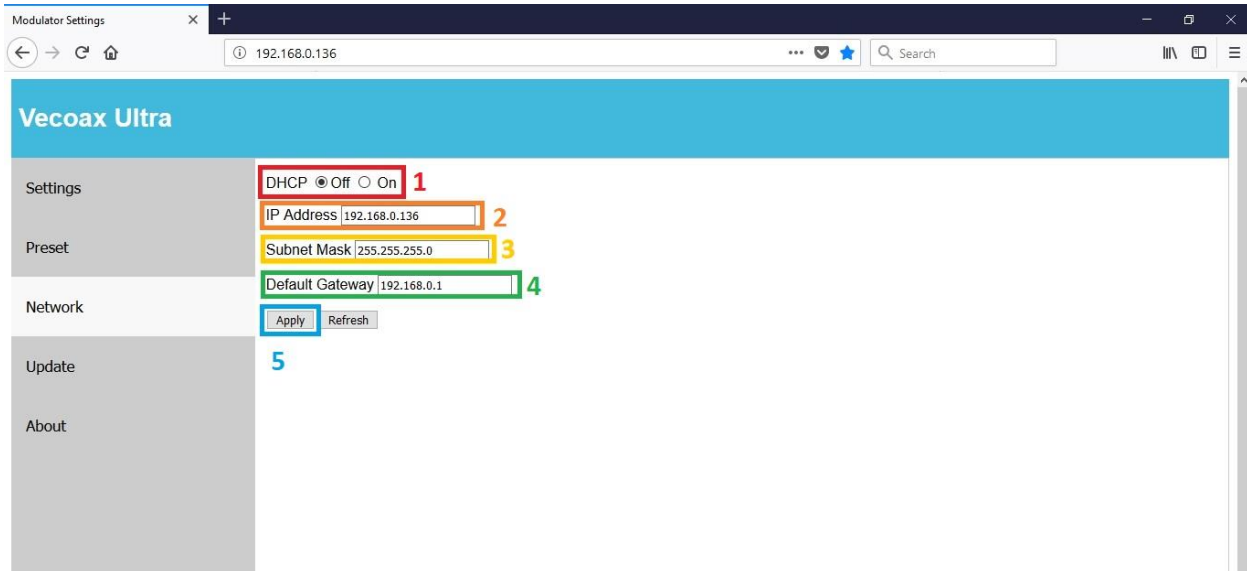 Modulator Settings
192.168.0.136
Search
Vecoax Ultra
Settings
Preset
Network
Update
About
DHCP Off On 1
IP Address 192.168.0.136 2
Subnet Mask 255.255.255.0 3
Default Gateway 192.168.0.1 4
Apply Refresh
5